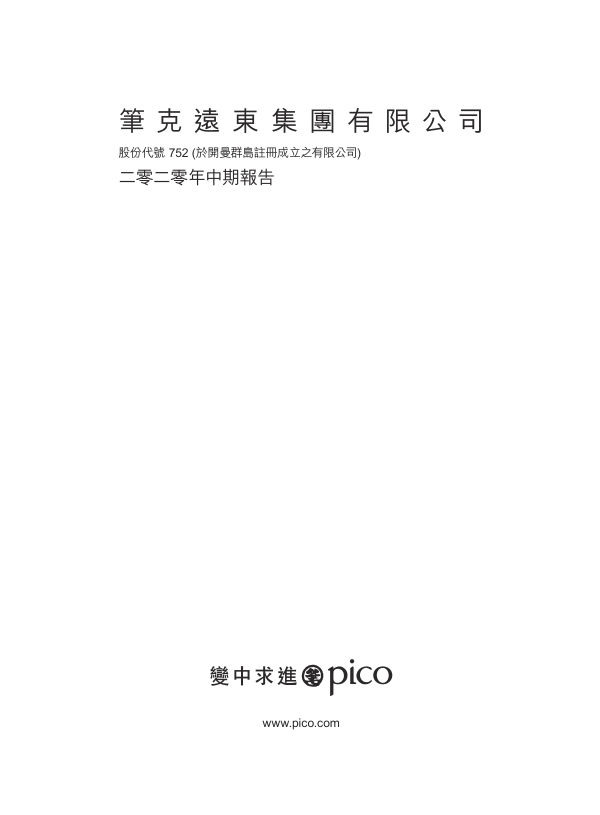 筆克遠東集團有限公司
股份代號 752 (於開曼群島註冊成立之有限公司)
二零二零年中期報告
變中求進 筆 pico
www.pico.com